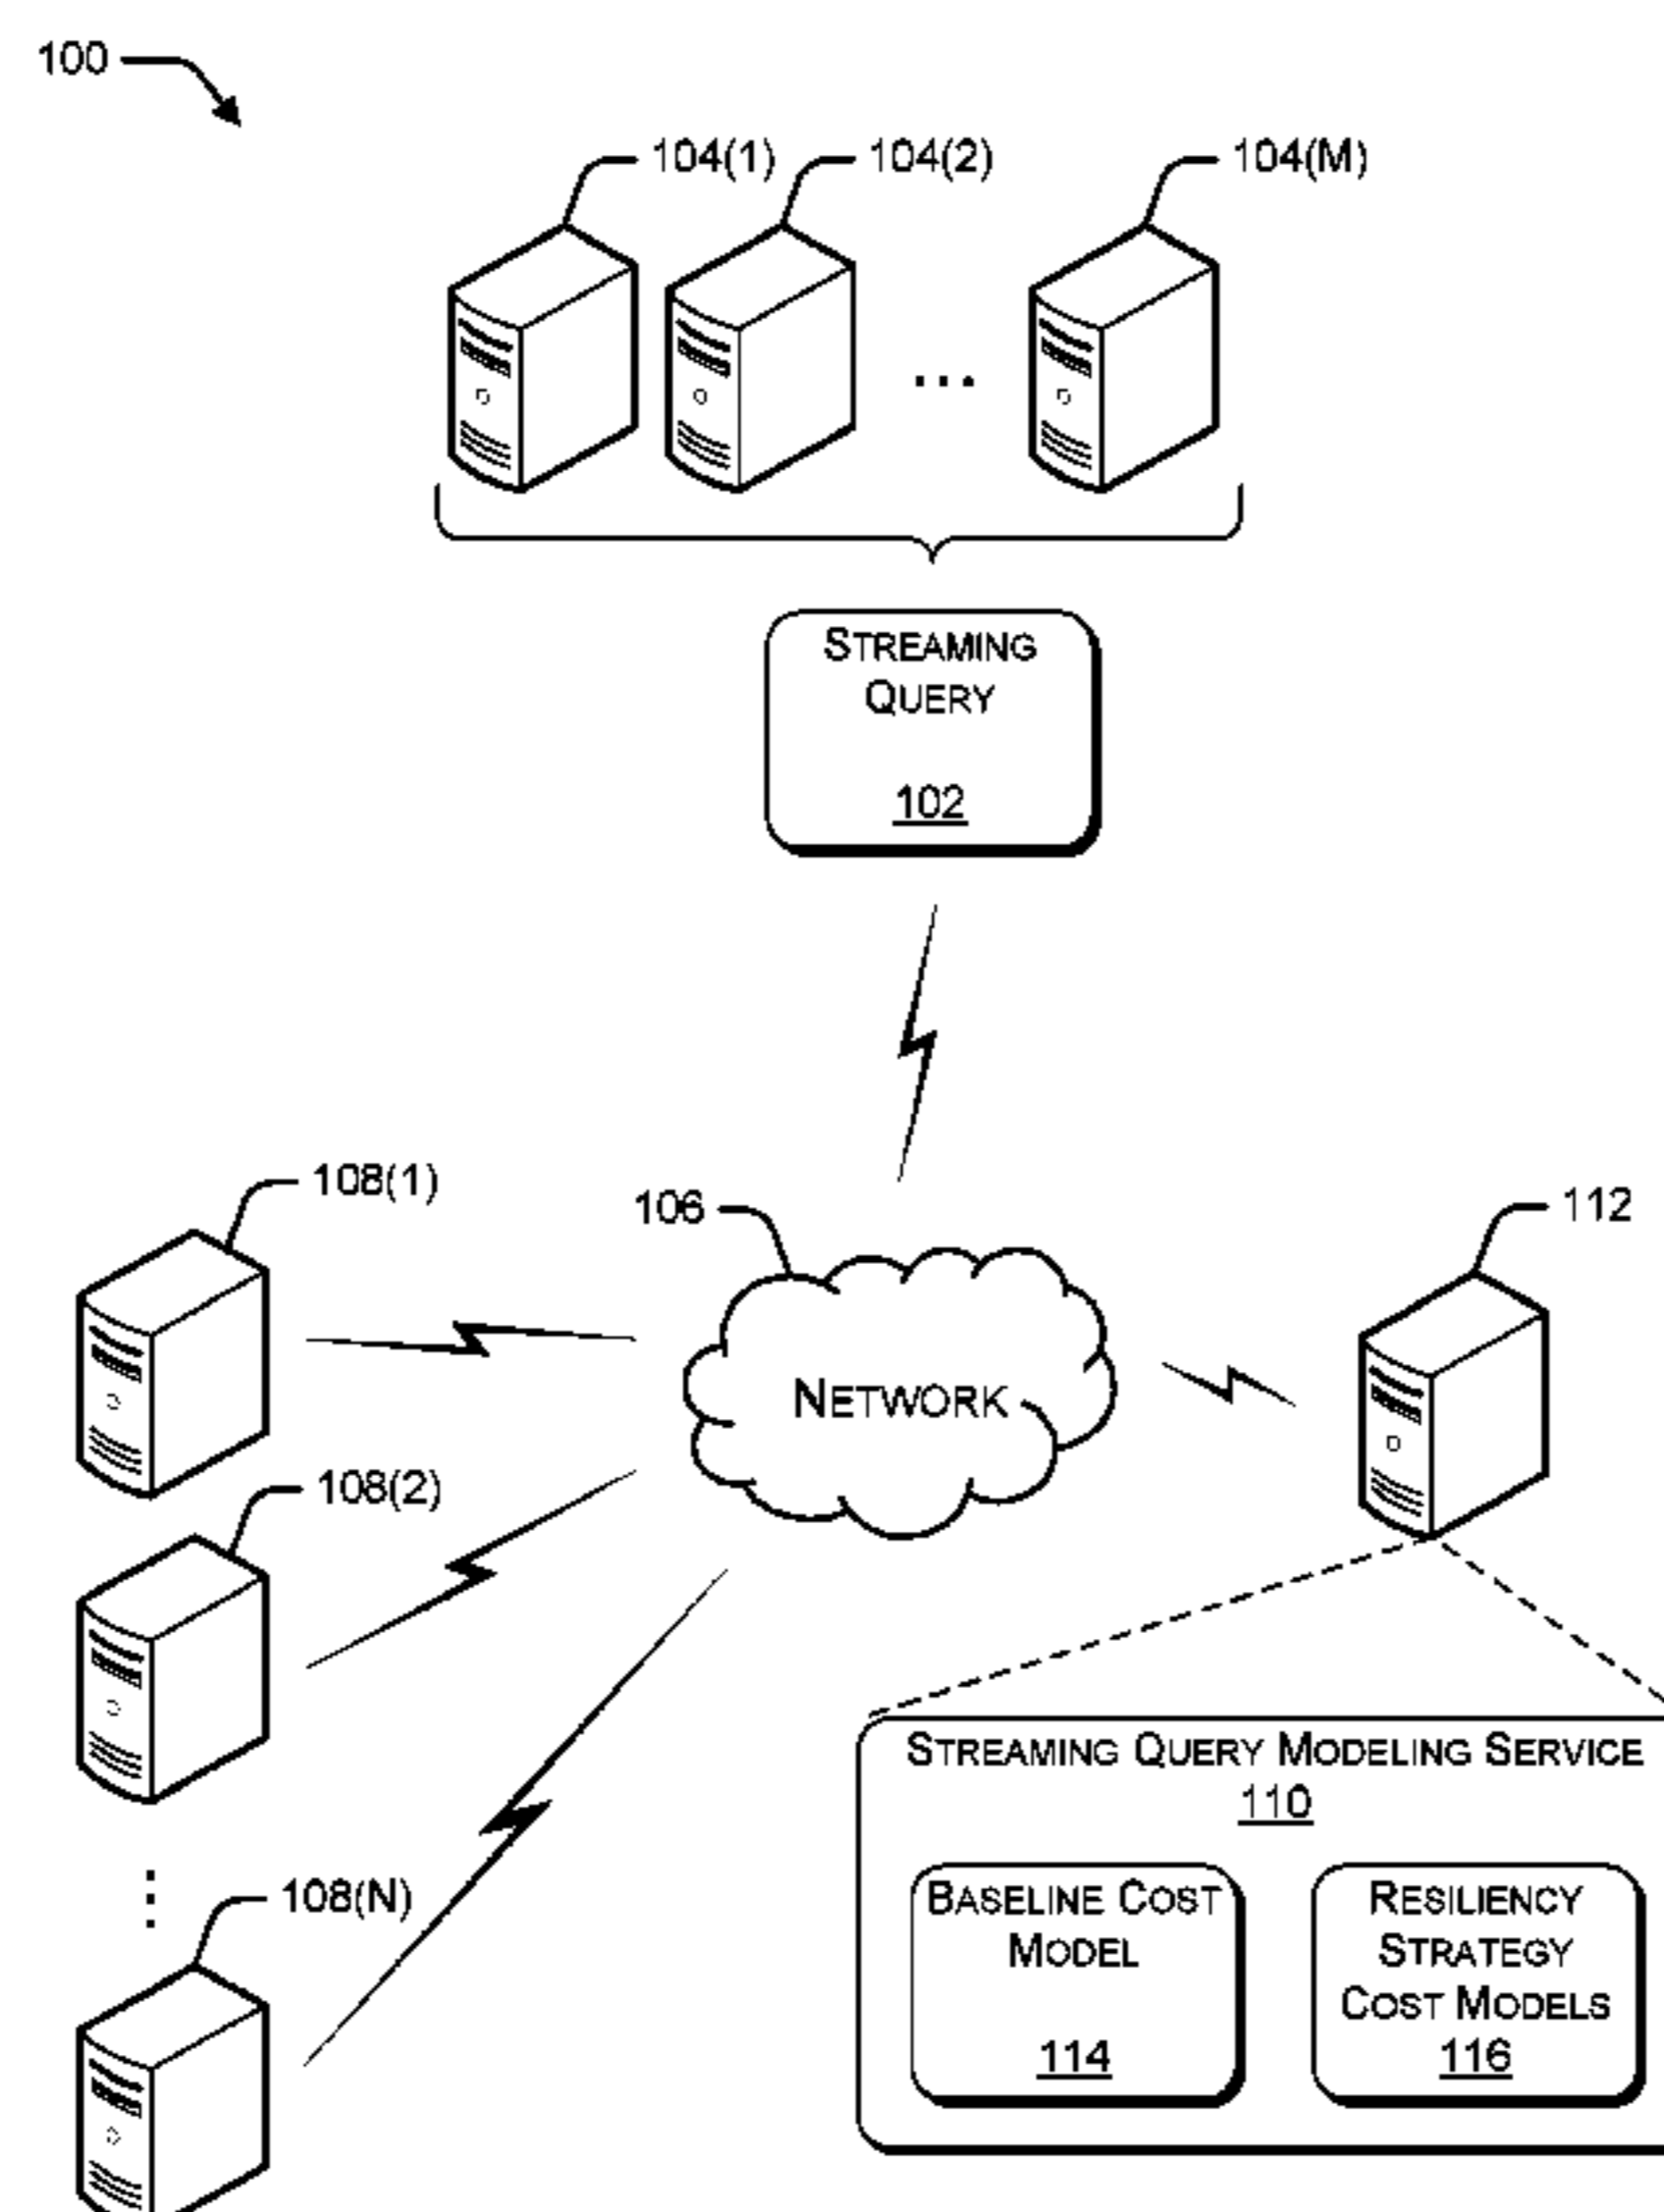 100
104(1)
104(2)
104(M)
...
STREAMING
QUERY
102
108(1)
106
112
NETWORK
108(2)
STREAMING QUERY MODELING SERVICE
110
108(N)
BASELINE COST
MODEL
114
RESILIENCY
STRATEGY
COST MODELS
116